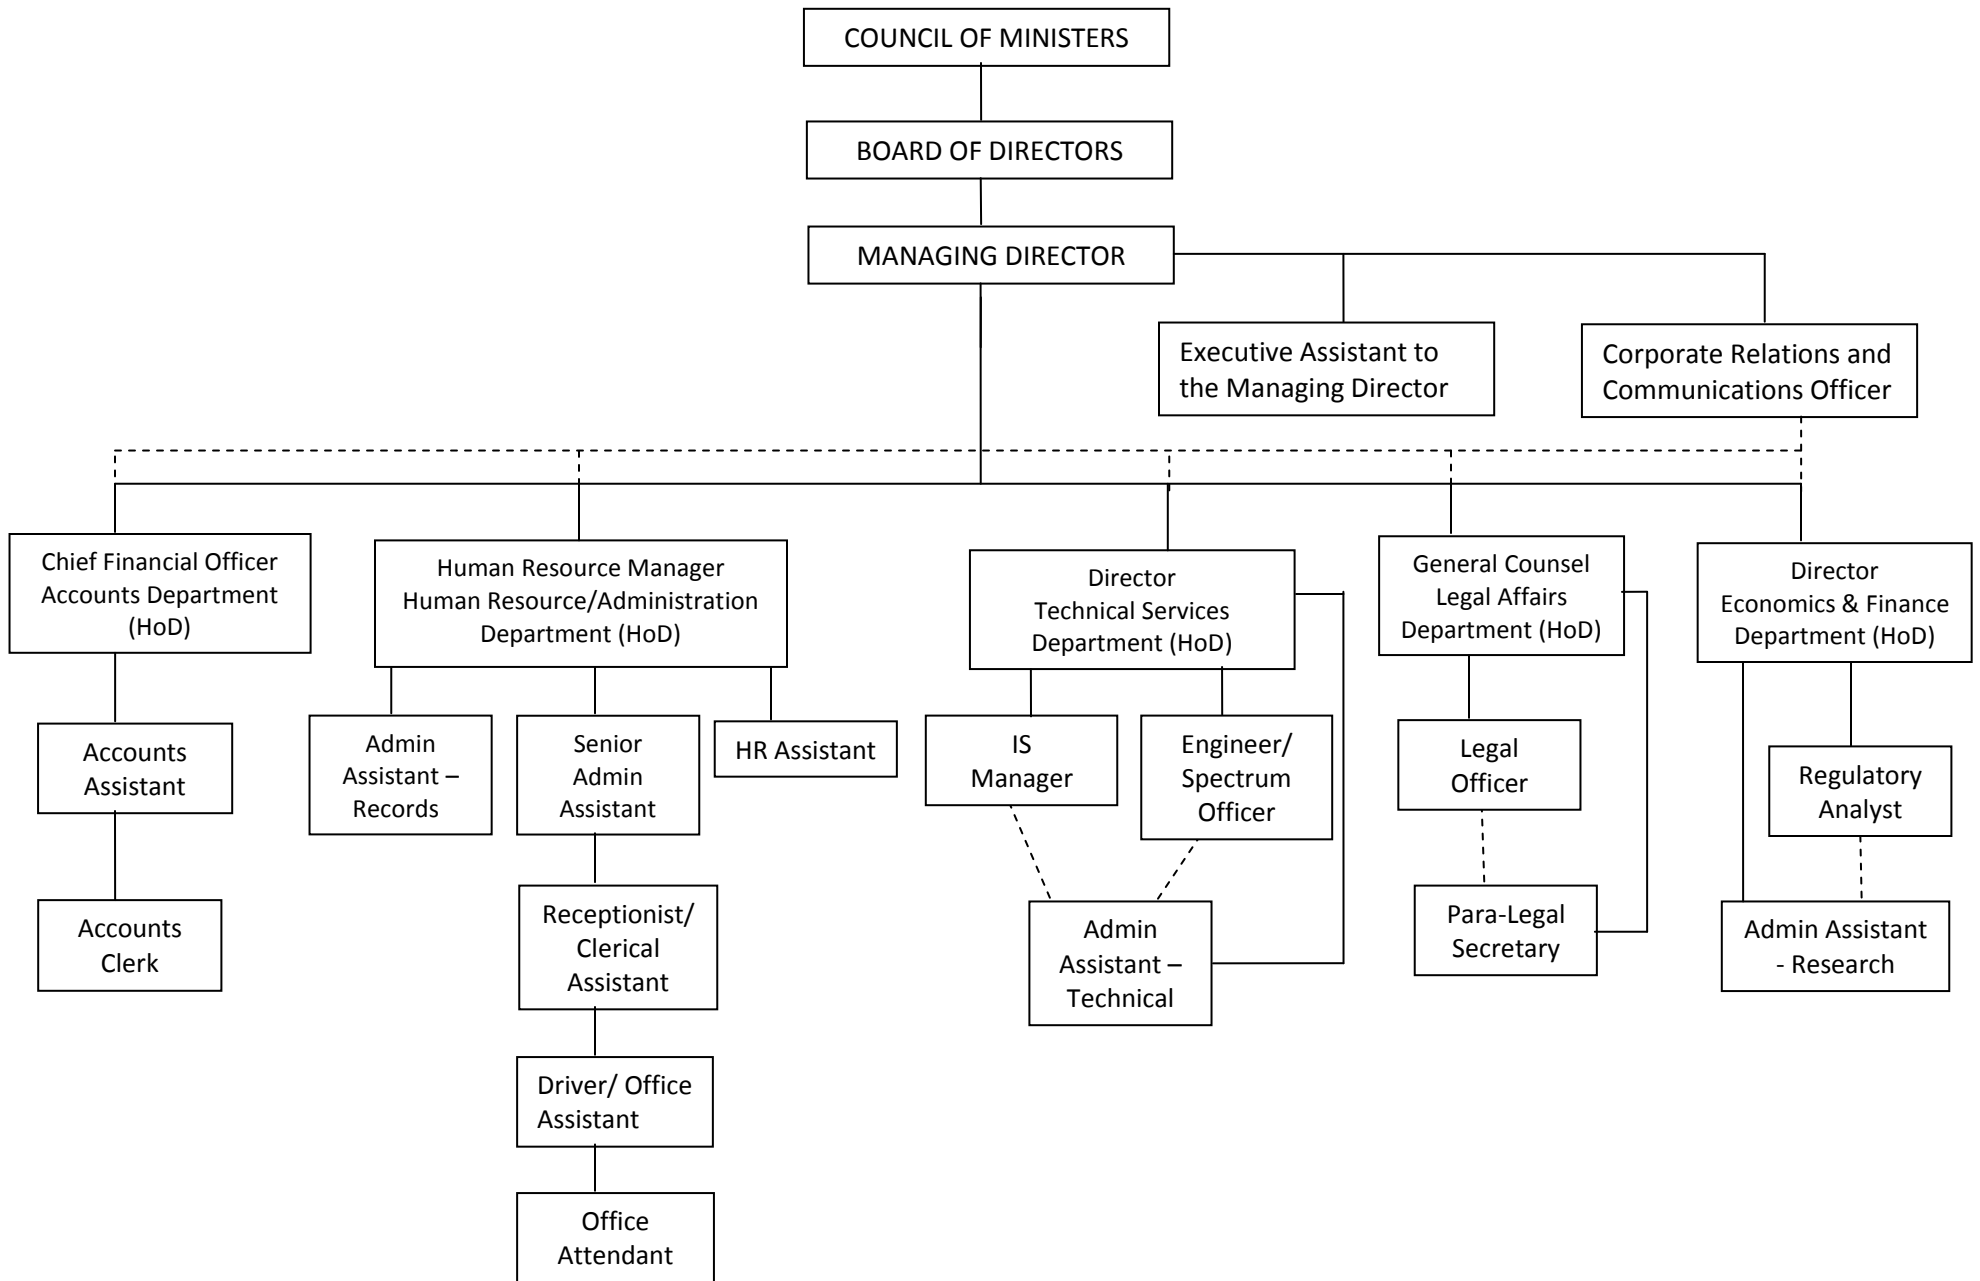 COUNCIL OF MINISTERS
BOARD OF DIRECTORS
MANAGING DIRECTOR
Executive Assistant to
the Managing Director
Corporate Relations and
Communications Officer
Chief Financial Officer
Accounts Department
(HoD)
Human Resource Manager
Human Resource/Administration
Department (HoD)
Director
Technical Services
Department (HoD)
General Counsel
Legal Affairs
Department (HoD)
Director
Economics & Finance
Department (HoD)
Accounts
Assistant
Admin
Assistant –
Records
Senior
Admin
Assistant
HR Assistant
IS
Manager
Engineer/
Spectrum
Officer
Legal
Officer
Regulatory
Analyst
Accounts
Clerk
Receptionist/
Clerical
Assistant
Admin
Assistant –
Technical
Para-Legal
Secretary
Admin Assistant
- Research
Driver/ Office
Assistant
Office
Attendant